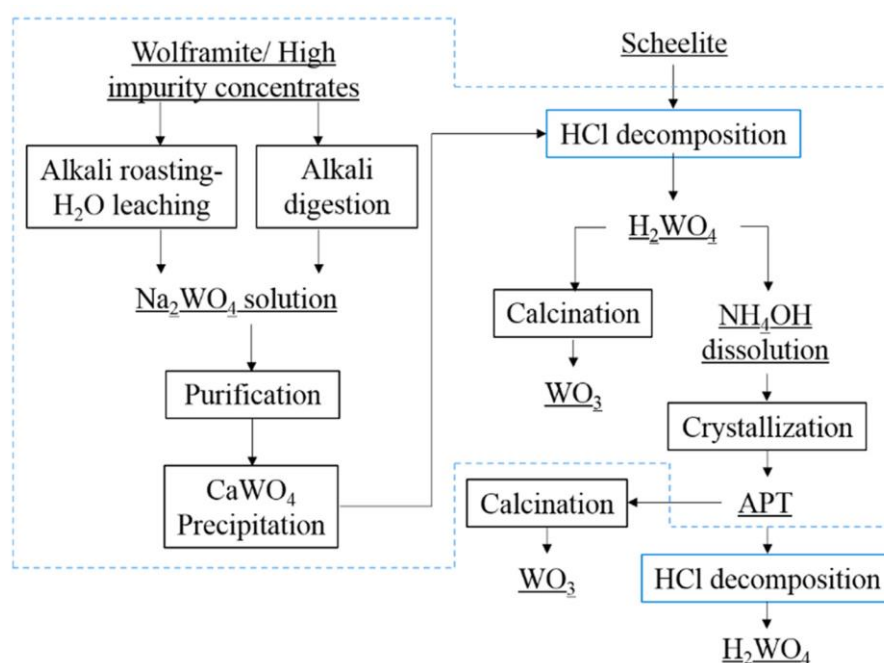 Wolframite/ High
impurity concentrates
Scheelite
HCl decomposition
Alkali roasting-
H₂O leaching
Alkali
digestion
H₂WO₄
Na₂WO₄ solution
Calcination
NH₄OH
dissolution
Purification
WO₃
Crystallization
CaWO₄
Precipitation
Calcination
APT
WO₃
HCl decomposition
H₂WO₄